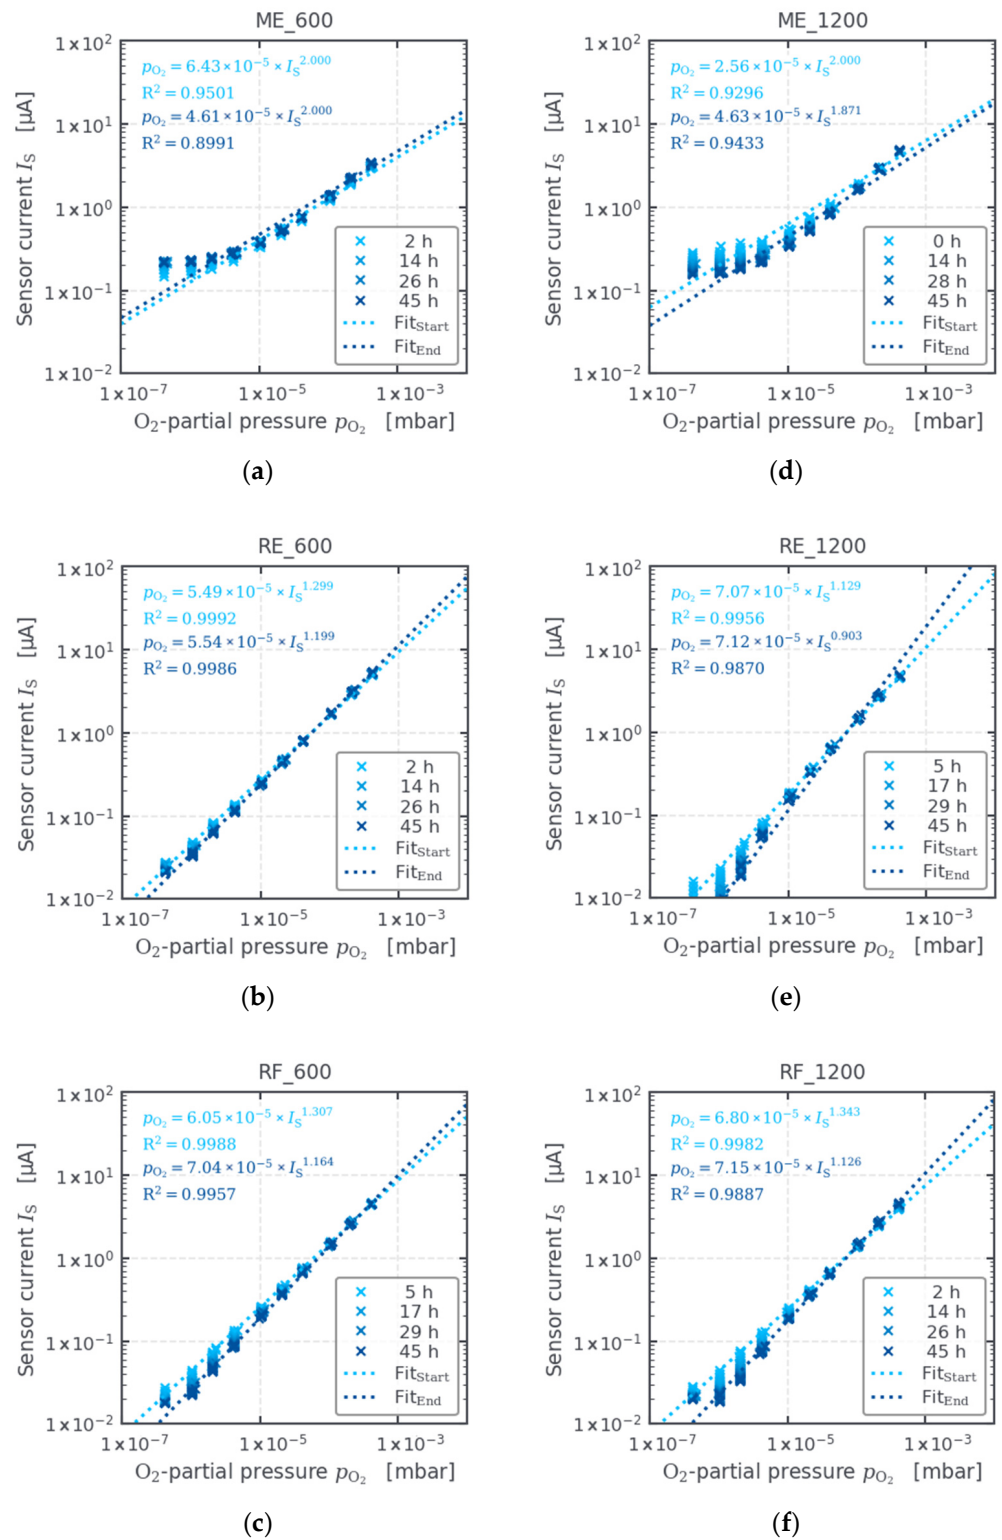 ME_600
Sensor current I_S [µA]
1×10²
1×10¹
1×10⁰
1×10⁻¹
1×10⁻²
p_O₂ = 6.43×10⁻⁵ × I_S^2.000
R² = 0.9501
p_O₂ = 4.61×10⁻⁵ × I_S^2.000
R² = 0.8991
2 h
14 h
26 h
45 h
Fit_Start
Fit_End
1×10⁻⁷ 1×10⁻⁵ 1×10⁻³
O₂-partial pressure p_O₂ [mbar]
(a)
ME_1200
Sensor current I_S [µA]
1×10²
1×10¹
1×10⁰
1×10⁻¹
1×10⁻²
p_O₂ = 2.56×10⁻⁵ × I_S^2.000
R² = 0.9296
p_O₂ = 4.63×10⁻⁵ × I_S^1.871
R² = 0.9433
0 h
14 h
28 h
45 h
Fit_Start
Fit_End
1×10⁻⁷ 1×10⁻⁵ 1×10⁻³
O₂-partial pressure p_O₂ [mbar]
(d)
RE_600
Sensor current I_S [µA]
1×10²
1×10¹
1×10⁰
1×10⁻¹
1×10⁻²
p_O₂ = 5.49×10⁻⁵ × I_S^1.299
R² = 0.9992
p_O₂ = 5.54×10⁻⁵ × I_S^1.199
R² = 0.9986
2 h
14 h
26 h
45 h
Fit_Start
Fit_End
1×10⁻⁷ 1×10⁻⁵ 1×10⁻³
O₂-partial pressure p_O₂ [mbar]
(b)
RE_1200
Sensor current I_S [µA]
1×10²
1×10¹
1×10⁰
1×10⁻¹
1×10⁻²
p_O₂ = 7.07×10⁻⁵ × I_S^1.129
R² = 0.9956
p_O₂ = 7.12×10⁻⁵ × I_S^0.903
R² = 0.9870
5 h
17 h
29 h
45 h
Fit_Start
Fit_End
1×10⁻⁷ 1×10⁻⁵ 1×10⁻³
O₂-partial pressure p_O₂ [mbar]
(e)
RF_600
Sensor current I_S [µA]
1×10²
1×10¹
1×10⁰
1×10⁻¹
1×10⁻²
p_O₂ = 6.05×10⁻⁵ × I_S^1.307
R² = 0.9988
p_O₂ = 7.04×10⁻⁵ × I_S^1.164
R² = 0.9957
5 h
17 h
29 h
45 h
Fit_Start
Fit_End
1×10⁻⁷ 1×10⁻⁵ 1×10⁻³
O₂-partial pressure p_O₂ [mbar]
(c)
RF_1200
Sensor current I_S [µA]
1×10²
1×10¹
1×10⁰
1×10⁻¹
1×10⁻²
p_O₂ = 6.80×10⁻⁵ × I_S^1.343
R² = 0.9982
p_O₂ = 7.15×10⁻⁵ × I_S^1.126
R² = 0.9887
2 h
14 h
26 h
45 h
Fit_Start
Fit_End
1×10⁻⁷ 1×10⁻⁵ 1×10⁻³
O₂-partial pressure p_O₂ [mbar]
(f)